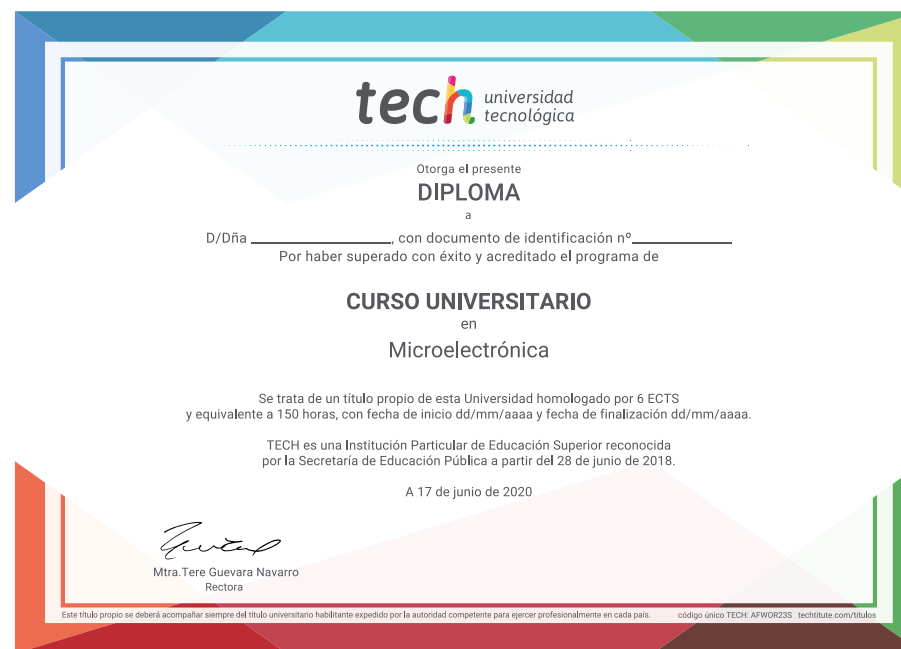 tech universidad
tecnológica
Otorga el presente
DIPLOMA
a
D/Dña ____________________, con documento de identificación nº______________
Por haber superado con éxito y acreditado el programa de
CURSO UNIVERSITARIO
en
Microelectrónica
Se trata de un título propio de esta Universidad homologado por 6 ECTS
y equivalente a 150 horas, con fecha de inicio dd/mm/aaaa y fecha de finalización dd/mm/aaaa.
TECH es una Institución Particular de Educación Superior reconocida
por la Secretaría de Educación Pública a partir del 28 de junio de 2018.
A 17 de junio de 2020
Mtra.Tere Guevara Navarro
Rectora
Este título propio se deberá acompañar siempre del título universitario habilitante expedido por la autoridad competente para ejercer profesionalmente en cada país. código único TECH: AFWOR23S techtitute.com/titulos